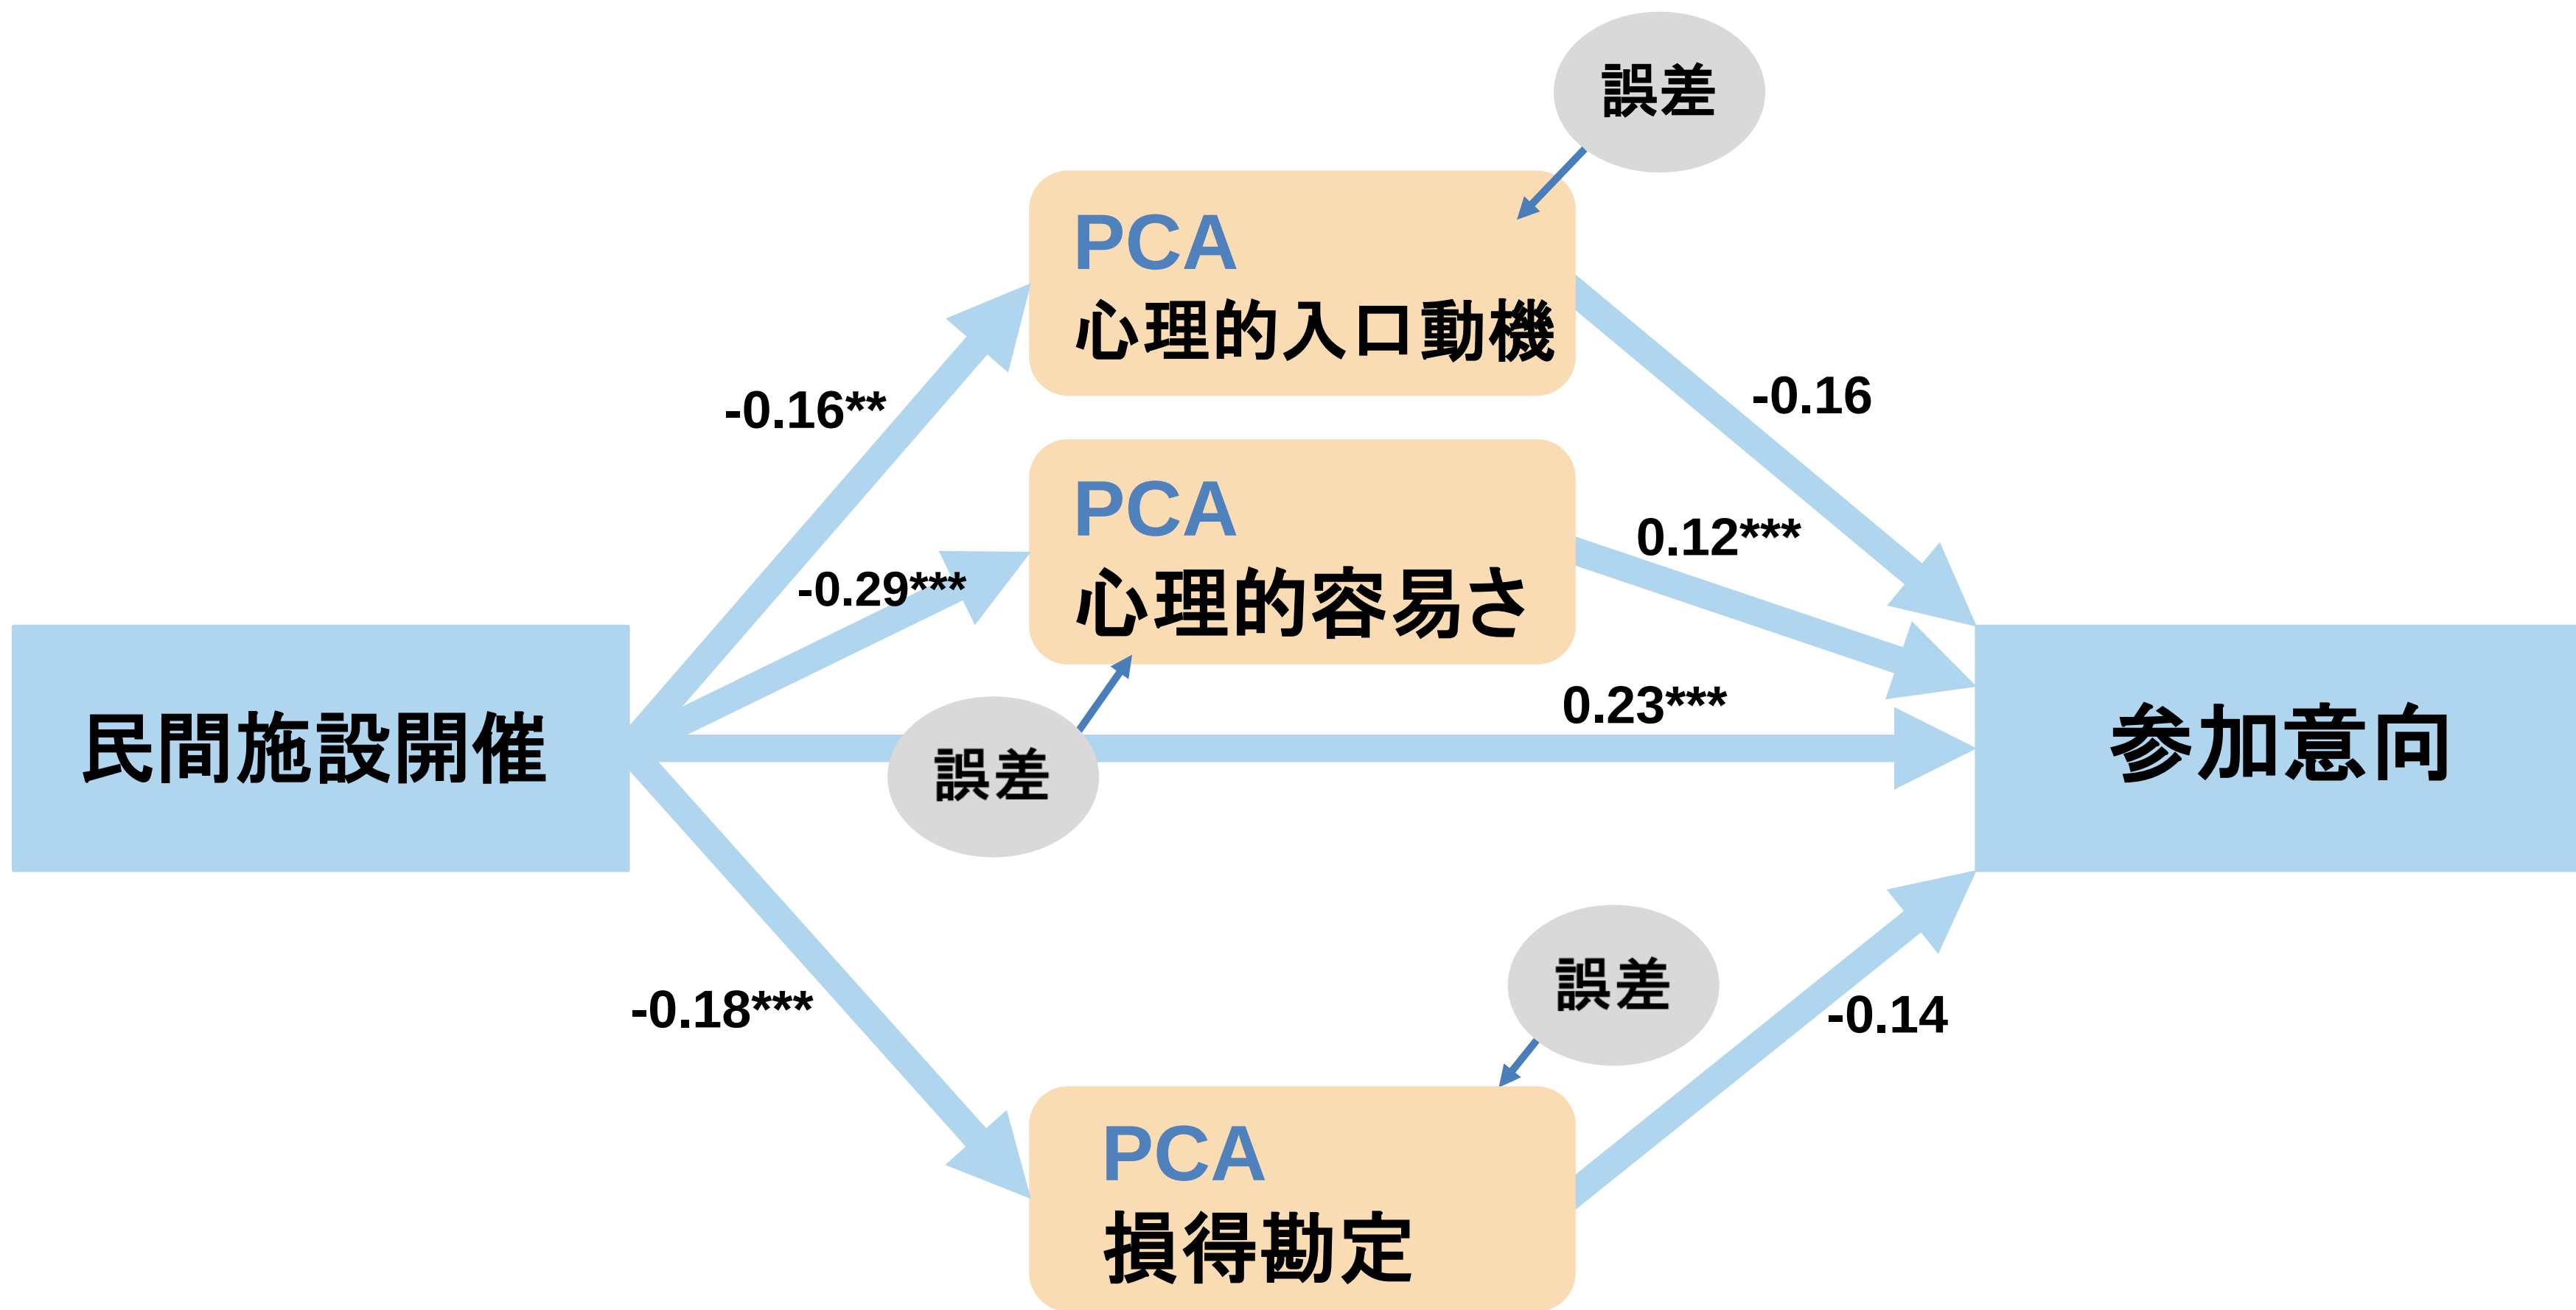 誤差
PCA
心理的入口動機
-0.16**
-0.16
PCA
心理的容易さ
0.12***
-0.29***
0.23***
民間施設開催
誤差
参加意向
誤差
-0.18***
-0.14
PCA
損得勘定